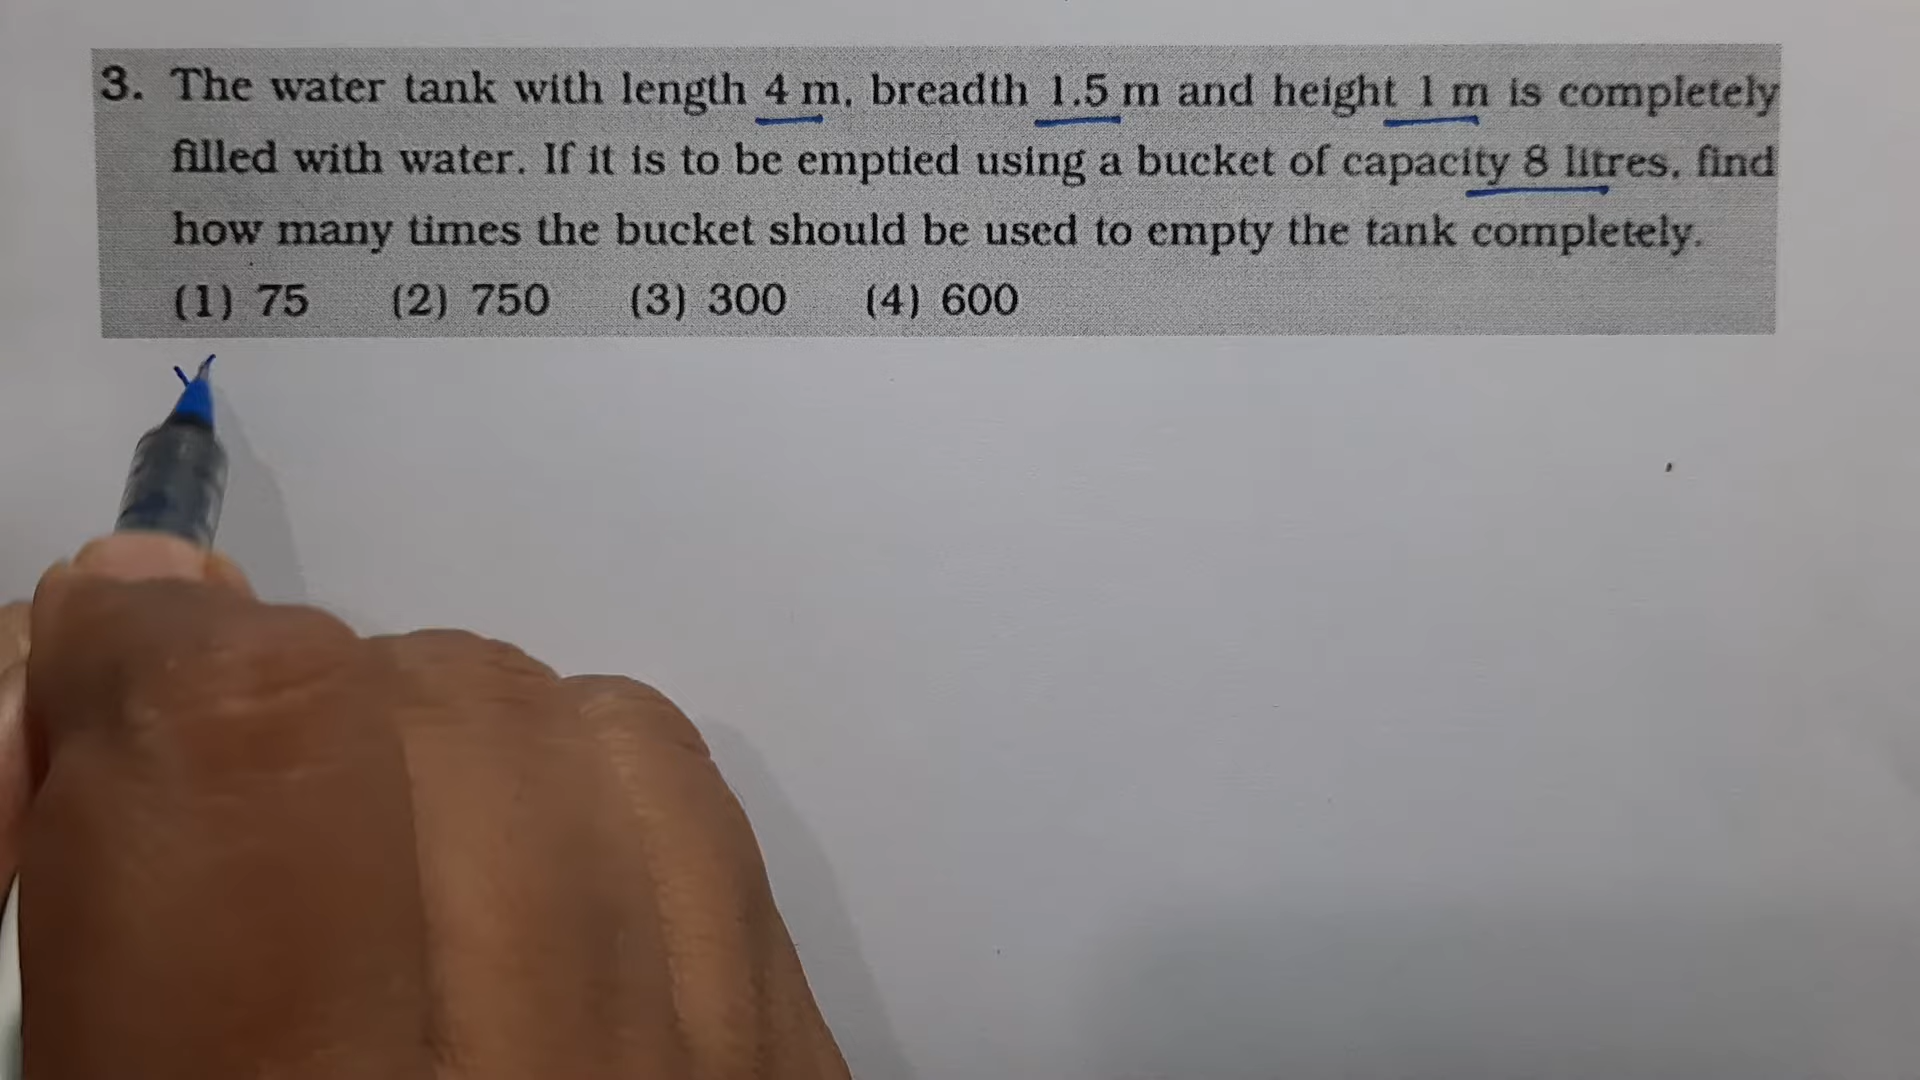 3. The water tank with length 4 m, breadth 1.5 m and height 1 m is completely
filled with water. If it is to be emptied using a bucket of capacity 8 litres, find
how many times the bucket should be used to empty the tank completely.
(1) 75 (2) 750 (3) 300 (4) 600